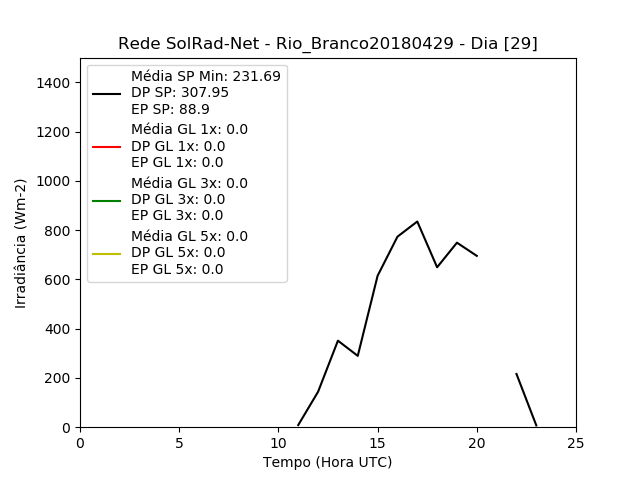 Rede SolRad-Net - Rio_Branco20180429 - Dia [29]
Média SP Min: 231.69
DP SP: 307.95
EP SP: 88.9
Média GL 1x: 0.0
DP GL 1x: 0.0
EP GL 1x: 0.0
Média GL 3x: 0.0
DP GL 3x: 0.0
EP GL 3x: 0.0
Média GL 5x: 0.0
DP GL 5x: 0.0
EP GL 5x: 0.0
Irradiância (Wm-2)
1400
1200
1000
800
600
400
200
0
0 5 10 15 20 25
Tempo (Hora UTC)